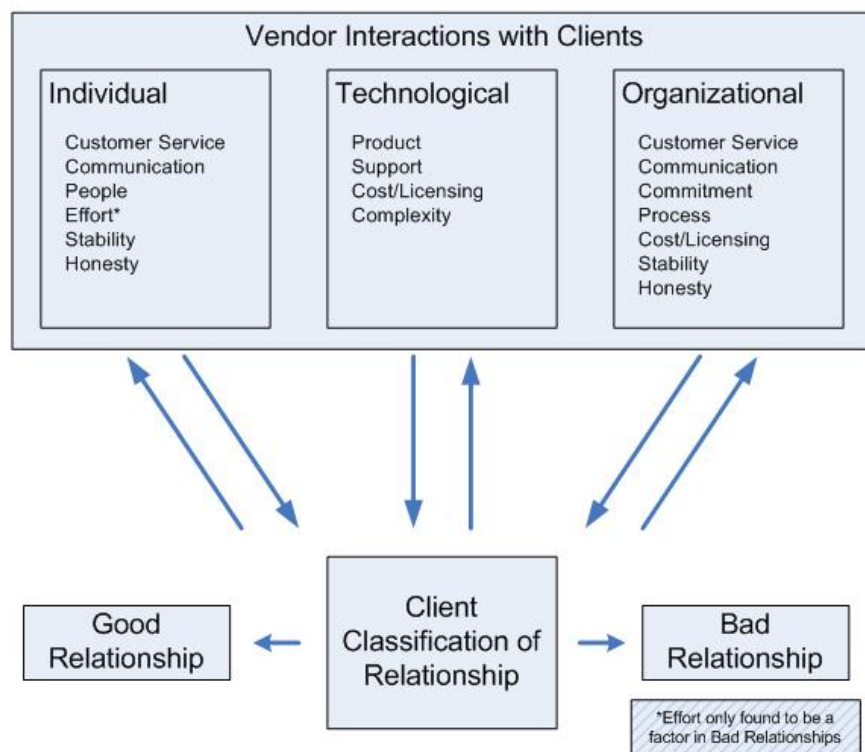 Vendor Interactions with Clients
Individual
Customer Service
Communication
People
Effort*
Stability
Honesty
Technological
Product
Support
Cost/Licensing
Complexity
Organizational
Customer Service
Communication
Commitment
Process
Cost/Licensing
Stability
Honesty
Good
Relationship
Client
Classification of
Relationship
Bad
Relationship
*Effort only found to be a
factor in Bad Relationships